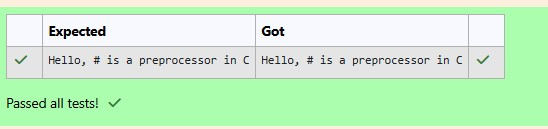 Expected Got
Hello, # is a preprocessor in C Hello, # is a preprocessor in C
Passed all tests!